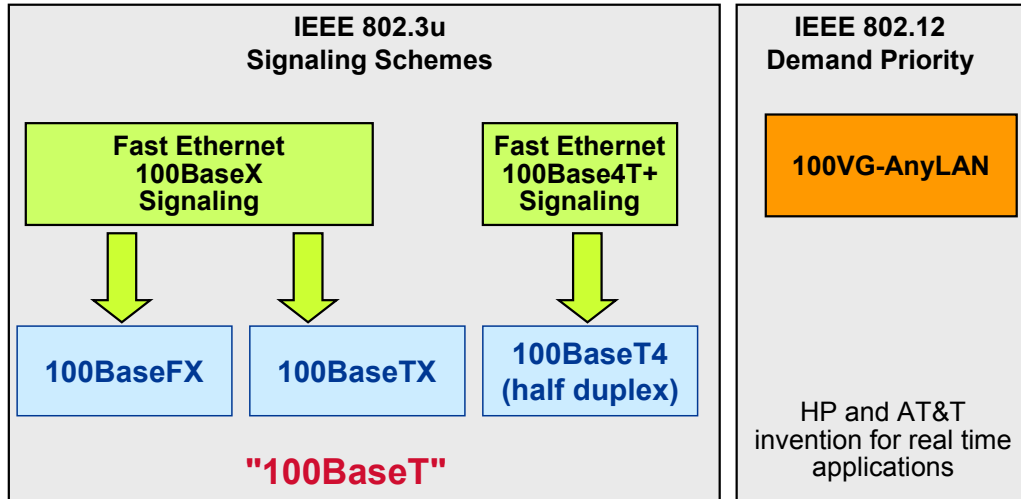 IEEE 802.3u
Signaling Schemes
Fast Ethernet
100BaseX
Signaling
Fast Ethernet
100Base4T+
Signaling
100BaseFX
100BaseTX
100BaseT4
(half duplex)
"100BaseT"
IEEE 802.12
Demand Priority
100VG-AnyLAN
HP and AT&T
invention for real time
applications